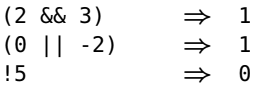 (2 && 3) ⇒ 1
(0 || -2) ⇒ 1
!5 ⇒ 0